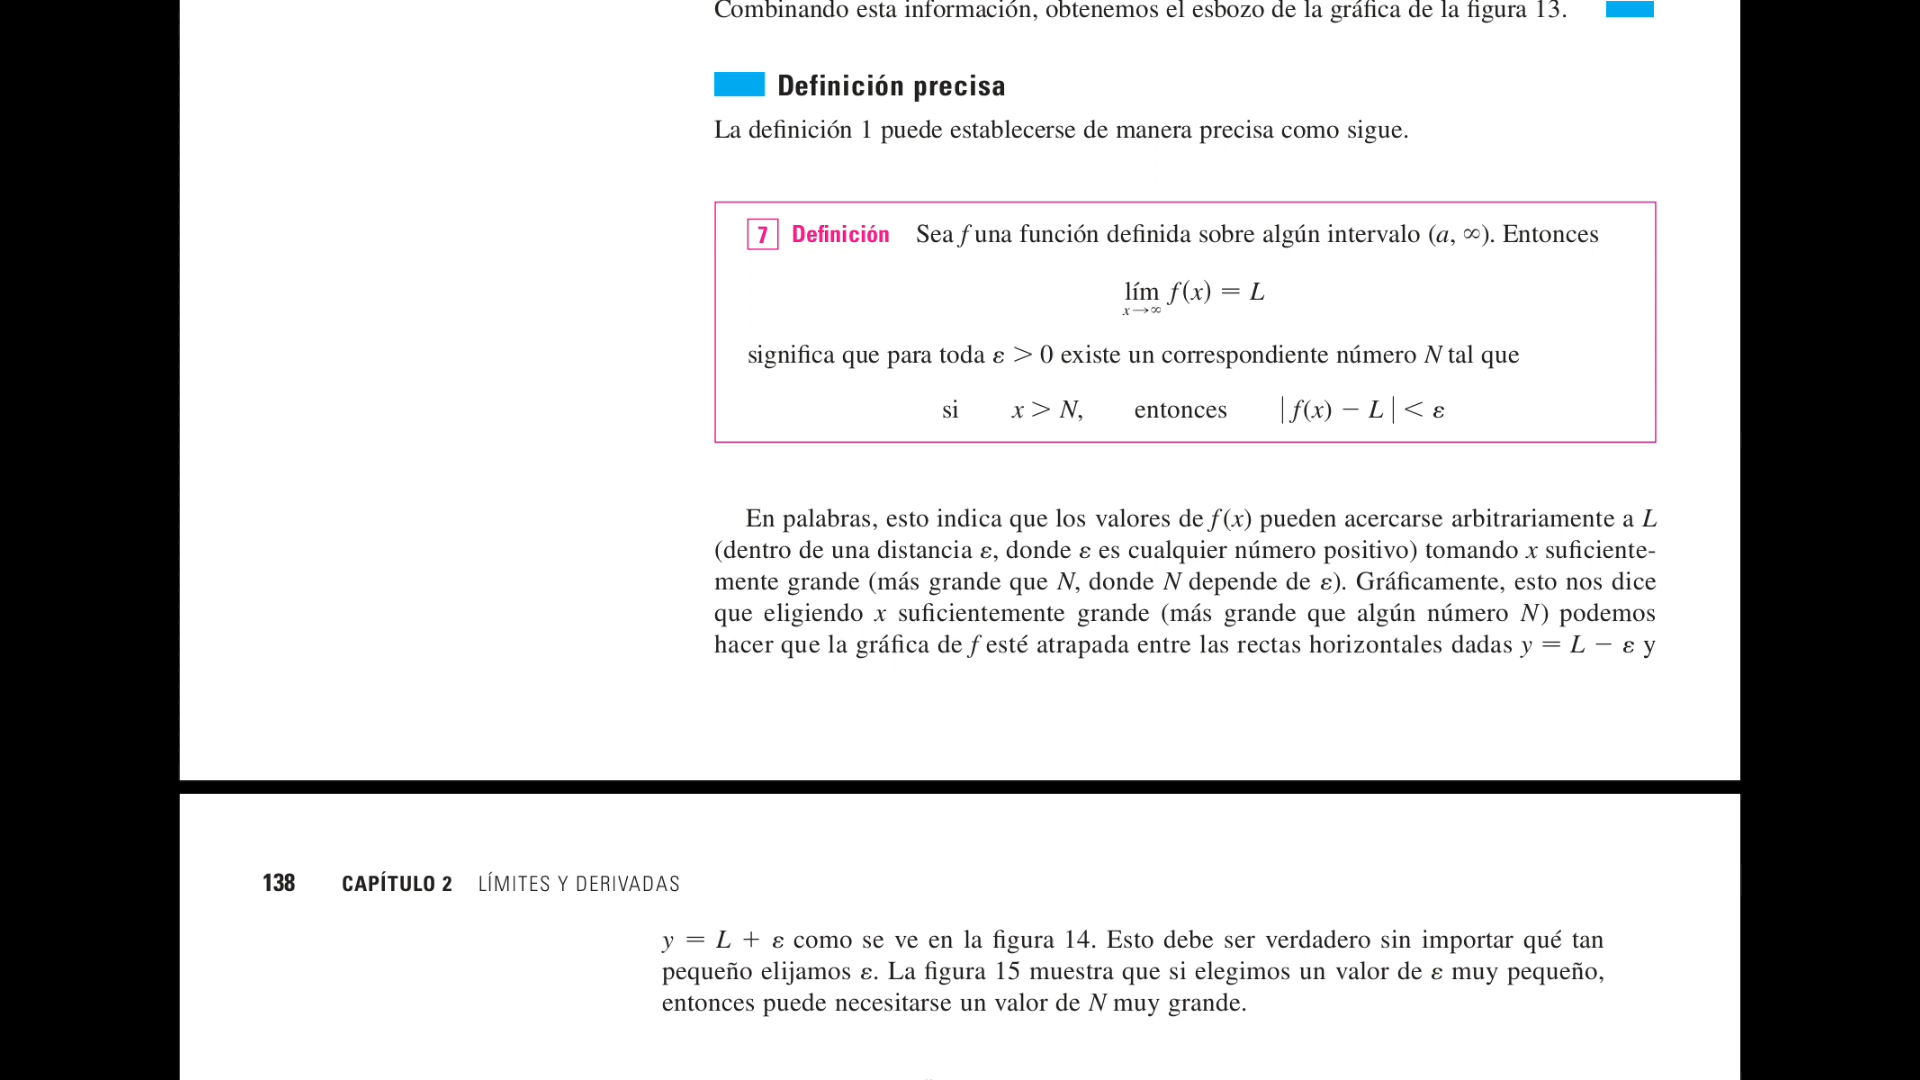 Combinando esta información, obtenemos el esbozo de la gráfica de la figura 13.
Definición precisa
La definición 1 puede establecerse de manera precisa como sigue.
7 Definición Sea f una función definida sobre algún intervalo (a, ∞). Entonces
lím f(x) = L
x→∞
significa que para toda ε > 0 existe un correspondiente número N tal que
si x > N, entonces | f(x) − L | < ε
En palabras, esto indica que los valores de f(x) pueden acercarse arbitrariamente a L
(dentro de una distancia ε, donde ε es cualquier número positivo) tomando x suficiente-
mente grande (más grande que N, donde N depende de ε). Gráficamente, esto nos dice
que eligiendo x suficientemente grande (más grande que algún número N) podemos
hacer que la gráfica de f esté atrapada entre las rectas horizontales dadas y = L − ε y
138 CAPÍTULO 2 LÍMITES Y DERIVADAS
y = L + ε como se ve en la figura 14. Esto debe ser verdadero sin importar qué tan
pequeño elijamos ε. La figura 15 muestra que si elegimos un valor de ε muy pequeño,
entonces puede necesitarse un valor de N muy grande.